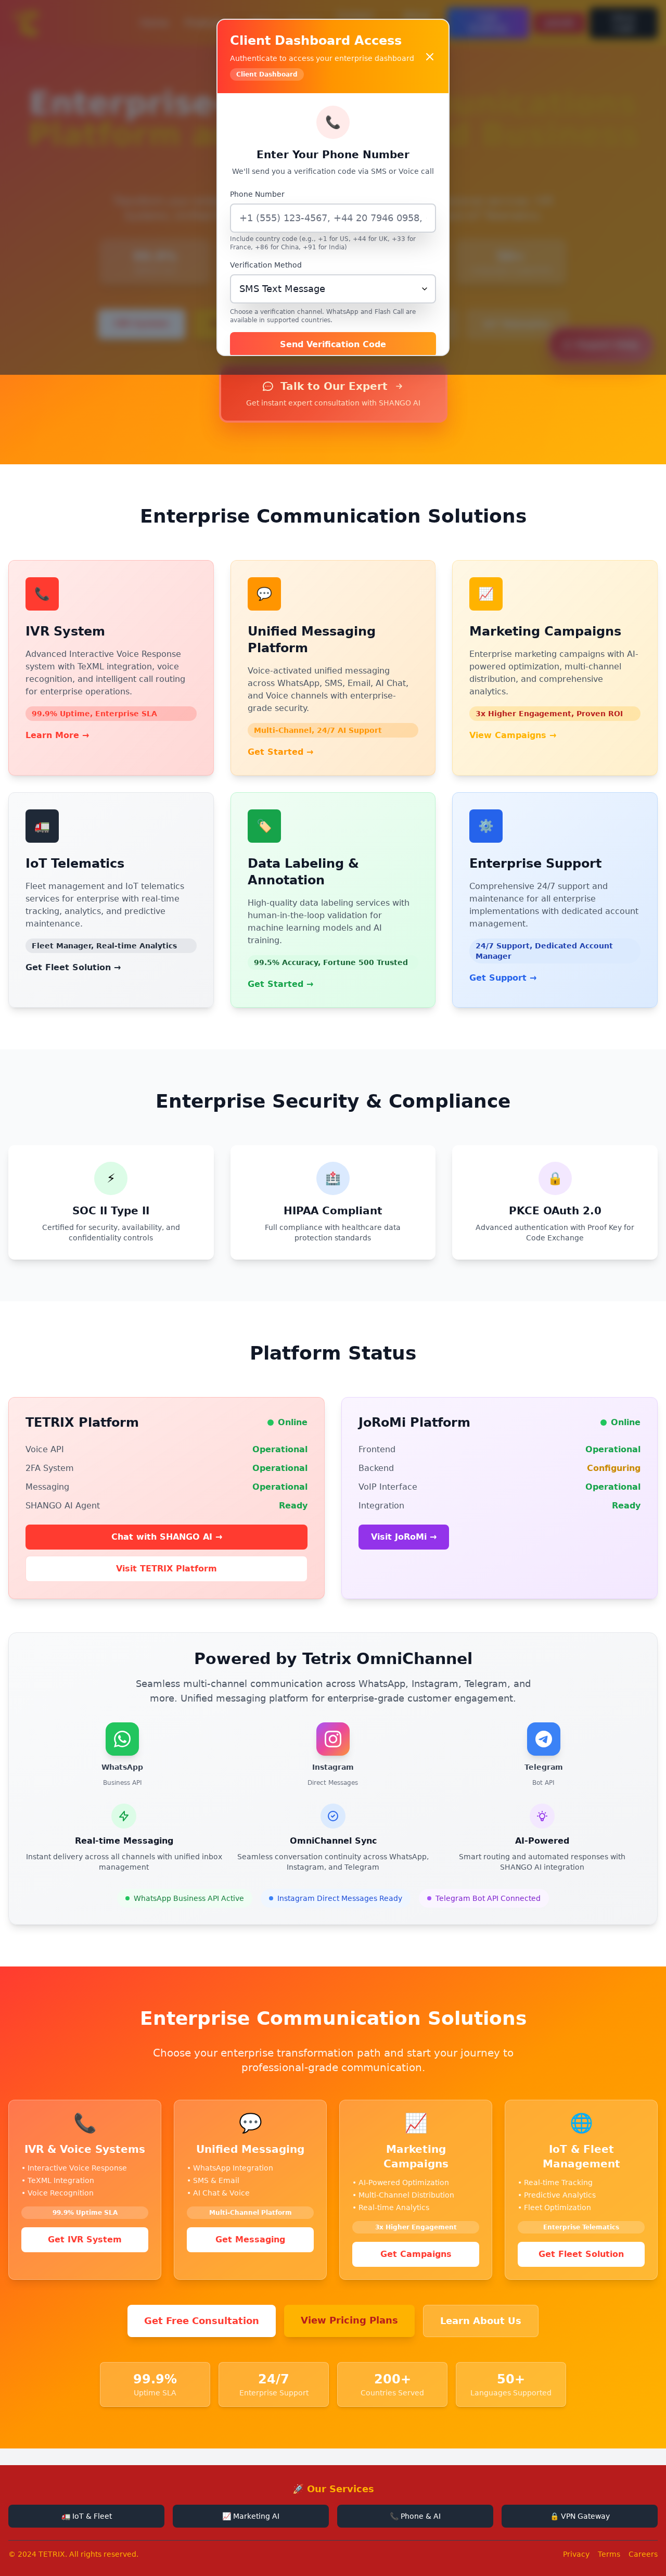 Client Dashboard Access
Authenticate to access your enterprise dashboard
Client Dashboard
Enter Your Phone Number
We'll send you a verification code via SMS or Voice call
Phone Number
+1 (555) 123-4567, +44 20 7946 0958,
Include country code (e.g., +1 for US, +44 for UK, +33 for
France, +86 for China, +91 for India)
Verification Method
SMS Text Message
Choose a verification channel. WhatsApp and Flash Call are
available in supported countries.
Send Verification Code
Talk to Our Expert →
Get instant expert consultation with SHANGO AI
Enterprise Communication Solutions
IVR System
Advanced Interactive Voice Response
system with TeXML integration, voice
recognition, and intelligent call routing
for enterprise operations.
99.9% Uptime, Enterprise SLA
Learn More →
Unified Messaging
Platform
Voice-activated unified messaging
across WhatsApp, SMS, Email, AI Chat,
and Voice channels with enterprise-
grade security.
Multi-Channel, 24/7 AI Support
Get Started →
Marketing Campaigns
Enterprise marketing campaigns with AI-
powered optimization, multi-channel
distribution, and comprehensive
analytics.
3x Higher Engagement, Proven ROI
View Campaigns →
IoT Telematics
Fleet management and IoT telematics
services for enterprise with real-time
tracking, analytics, and predictive
maintenance.
Fleet Manager, Real-time Analytics
Get Fleet Solution →
Data Labeling &
Annotation
High-quality data labeling services with
human-in-the-loop validation for
machine learning models and AI
training.
99.5% Accuracy, Fortune 500 Trusted
Get Started →
Enterprise Support
Comprehensive 24/7 support and
maintenance for all enterprise
implementations with dedicated account
management.
24/7 Support, Dedicated Account
Manager
Get Support →
Enterprise Security & Compliance
SOC II Type II
Certified for security, availability, and
confidentiality controls
HIPAA Compliant
Full compliance with healthcare data
protection standards
PKCE OAuth 2.0
Advanced authentication with Proof Key for
Code Exchange
Platform Status
TETRIX Platform
Online
Voice API Operational
2FA System Operational
Messaging Operational
SHANGO AI Agent Ready
Chat with SHANGO AI →
Visit TETRIX Platform
JoRoMi Platform
Online
Frontend Operational
Backend Configuring
VoIP Interface Operational
Integration Ready
Visit JoRoMi →
Powered by Tetrix OmniChannel
Seamless multi-channel communication across WhatsApp, Instagram, Telegram, and
more. Unified messaging platform for enterprise-grade customer engagement.
WhatsApp
Business API
Instagram
Direct Messages
Telegram
Bot API
Real-time Messaging
Instant delivery across all channels with unified inbox
management
OmniChannel Sync
Seamless conversation continuity across WhatsApp,
Instagram, and Telegram
AI-Powered
Smart routing and automated responses with
SHANGO AI integration
WhatsApp Business API Active
Instagram Direct Messages Ready
Telegram Bot API Connected
Enterprise Communication Solutions
Choose your enterprise transformation path and start your journey to
professional-grade communication.
IVR & Voice Systems
• Interactive Voice Response
• TeXML Integration
• Voice Recognition
99.9% Uptime SLA
Get IVR System
Unified Messaging
• WhatsApp Integration
• SMS & Email
• AI Chat & Voice
Multi-Channel Platform
Get Messaging
Marketing
Campaigns
• AI-Powered Optimization
• Multi-Channel Distribution
• Real-time Analytics
3x Higher Engagement
Get Campaigns
IoT & Fleet
Management
• Real-time Tracking
• Predictive Analytics
• Fleet Optimization
Enterprise Telematics
Get Fleet Solution
Get Free Consultation
View Pricing Plans
Learn About Us
99.9%
Uptime SLA
24/7
Enterprise Support
200+
Countries Served
50+
Languages Supported
Our Services
IoT & Fleet
Marketing AI
Phone & AI
VPN Gateway
© 2024 TETRIX. All rights reserved.
Privacy Terms Careers